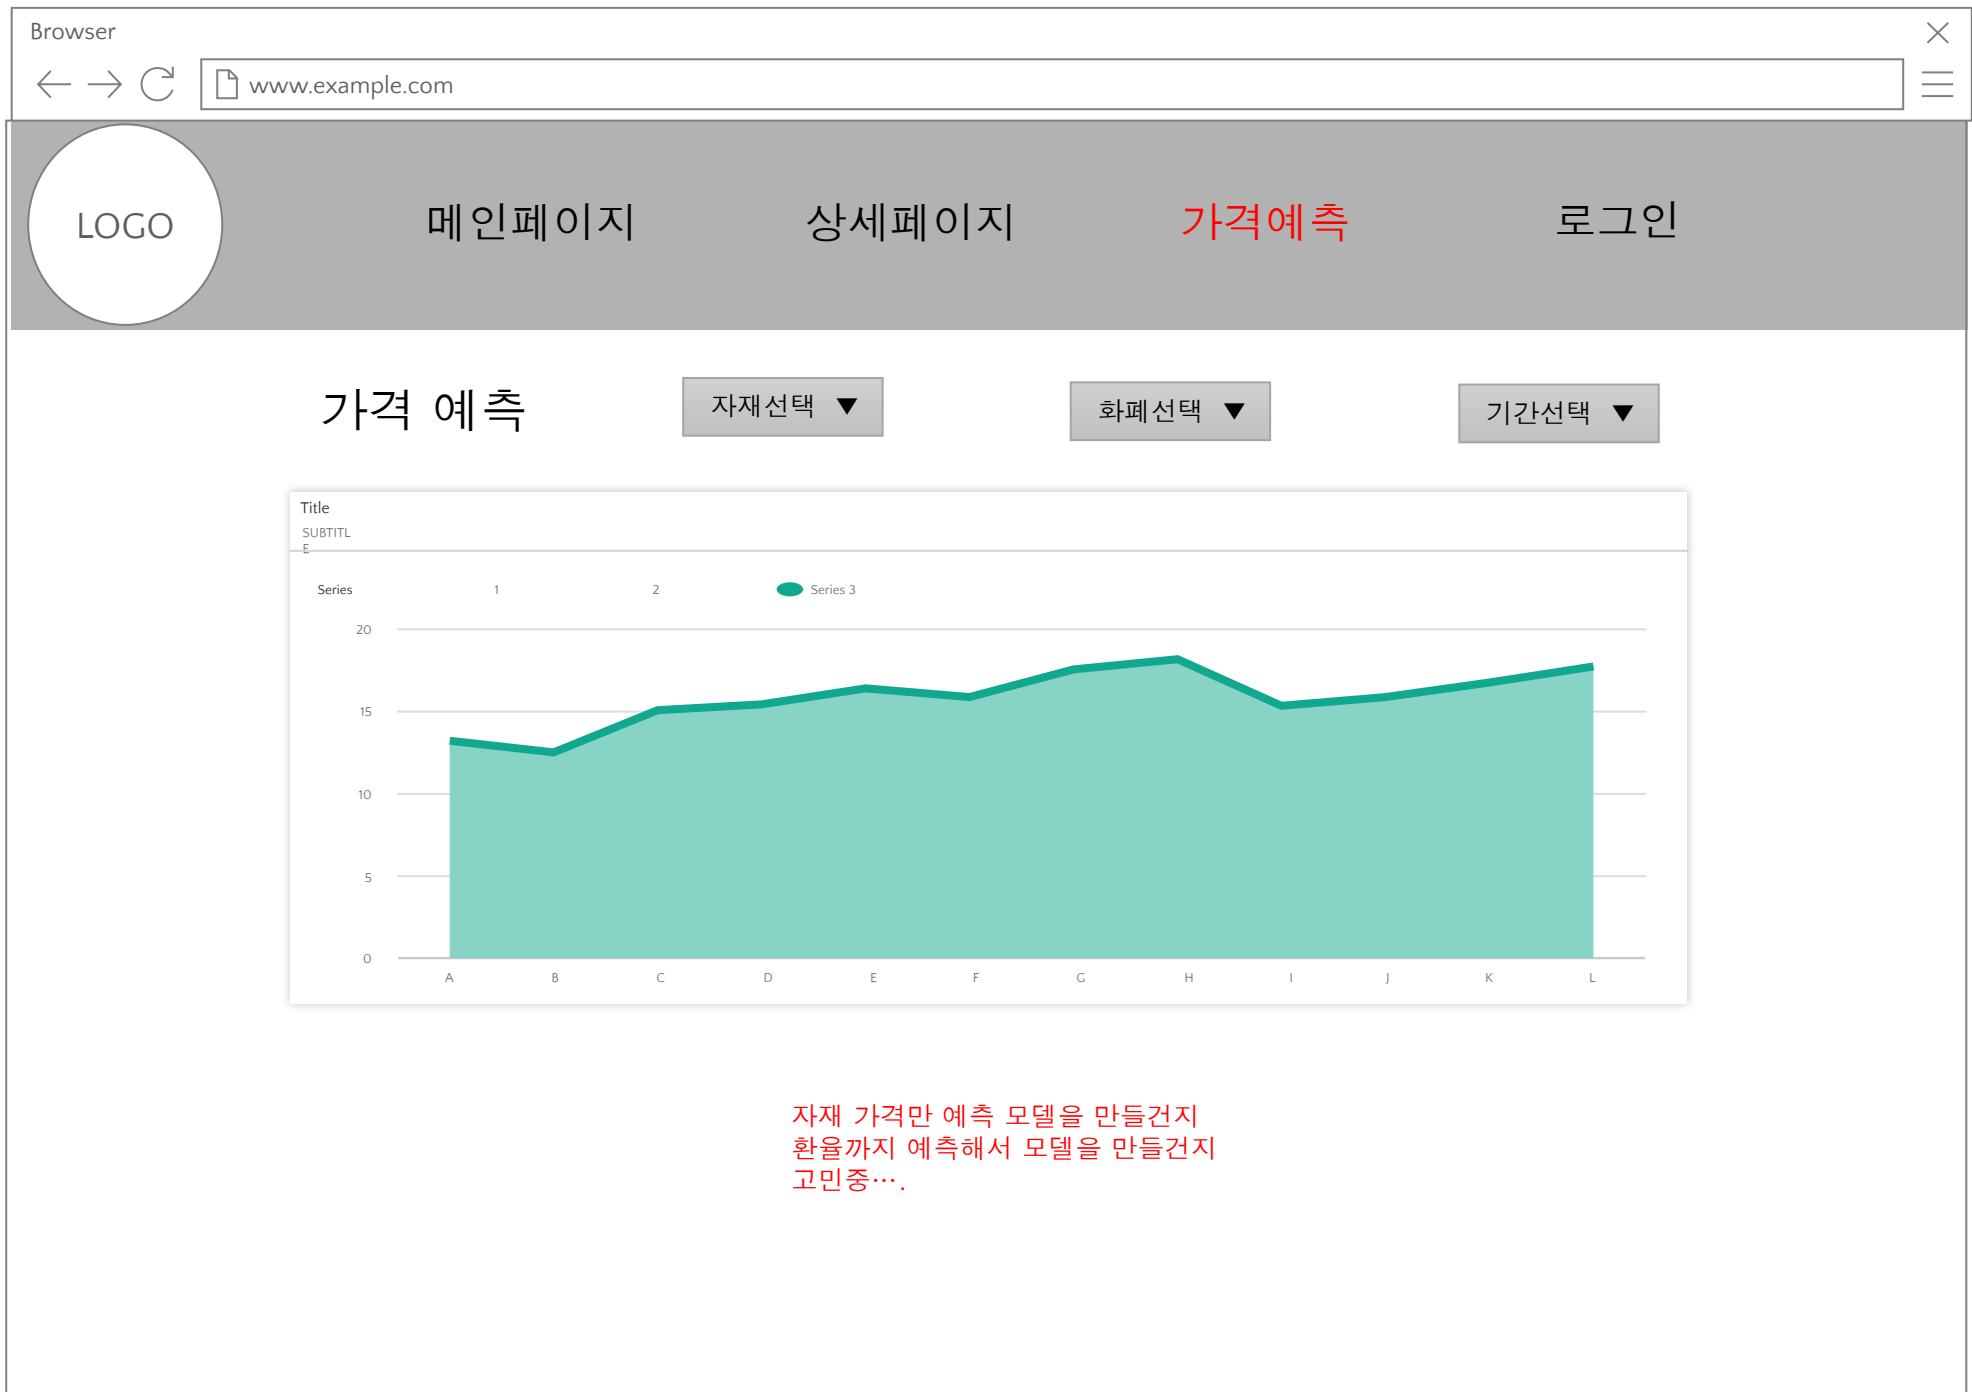 Browser
www.example.com
LOGO
메인페이지
상세페이지
가격예측
로그인
가격 예측
자재선택 ▼
화폐선택 ▼
기간선택 ▼
Title
SUBTITL
E
Series
1
2
Series 3
20
15
10
5
0
A
B
C
D
E
F
G
H
I
J
K
L
자재 가격만 예측 모델을 만들건지
환율까지 예측해서 모델을 만들건지
고민중….